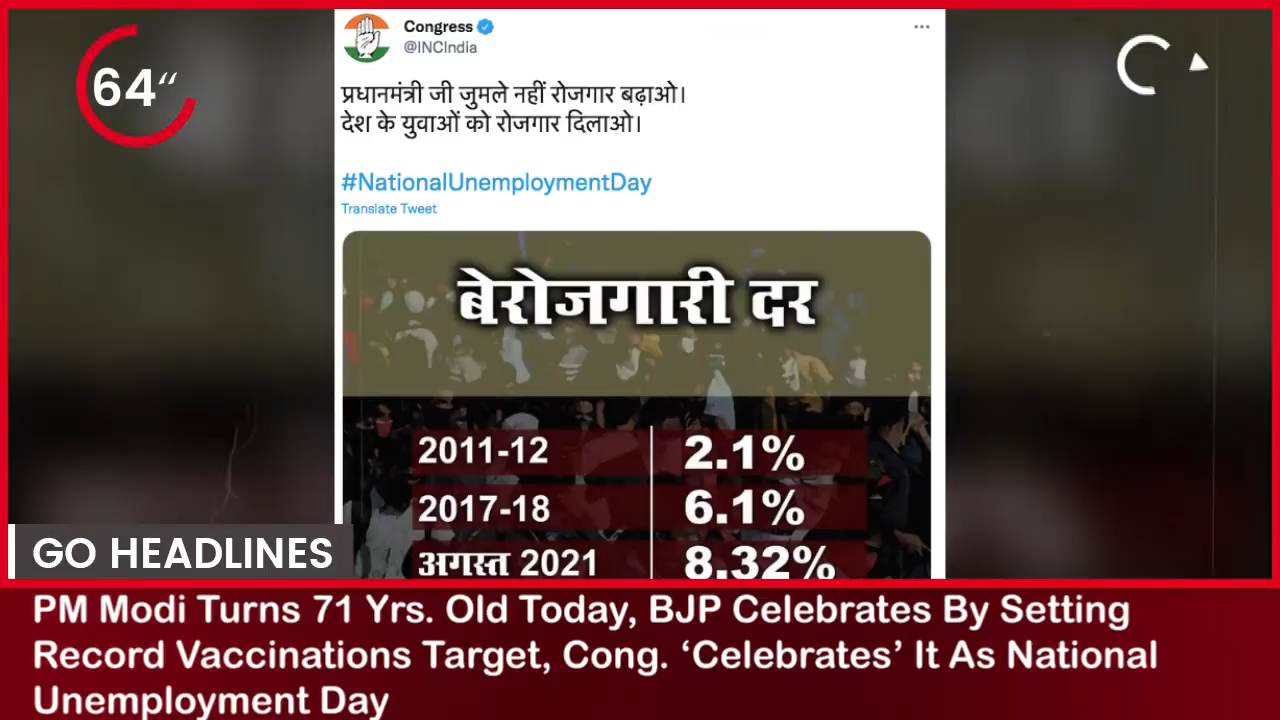 64“
Congress
@INCIndia
प्रधानमंत्री जी जुमले नहीं रोजगार बढ़ाओ।
देश के युवाओं को रोजगार दिलाओ।
#NationalUnemploymentDay
Translate Tweet
बेरोजगारी दर
2011-12 2.1%
2017-18 6.1%
अगस्त 2021 8.32%
GO HEADLINES
PM Modi Turns 71 Yrs. Old Today, BJP Celebrates By Setting
Record Vaccinations Target, Cong. ‘Celebrates’ It As National
Unemployment Day